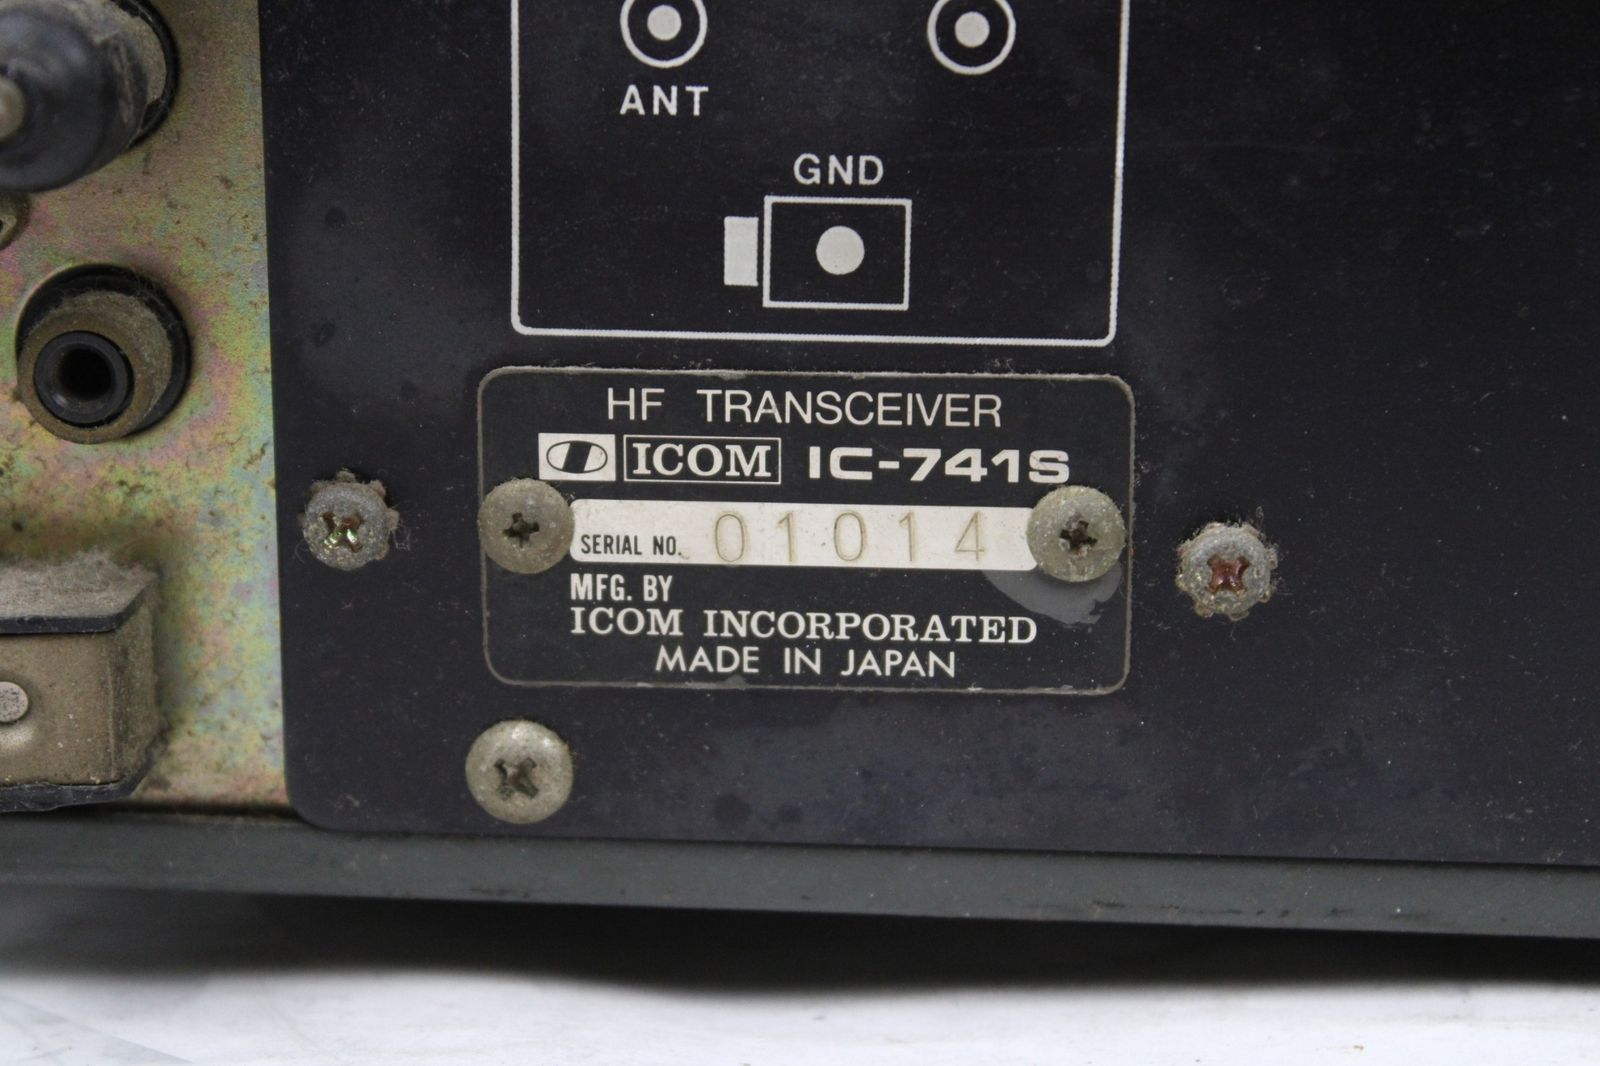 ANT
GND
HF TRANSCEIVER
ICOM IC-741S
SERIAL NO. 01014
MFG. BY
ICOM INCORPORATED
MADE IN JAPAN